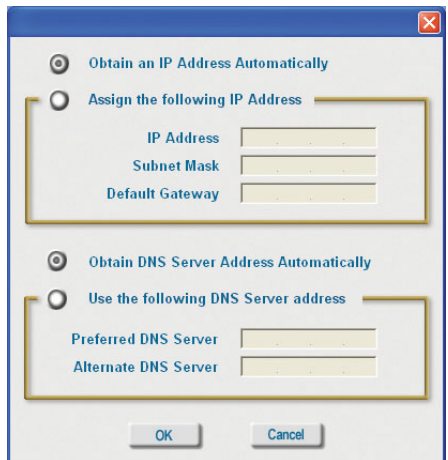 Obtain an IP Address Automatically
Assign the following IP Address
IP Address
Subnet Mask
Default Gateway
Obtain DNS Server Address Automatically
Use the following DNS Server address
Preferred DNS Server
Alternate DNS Server
OK
Cancel